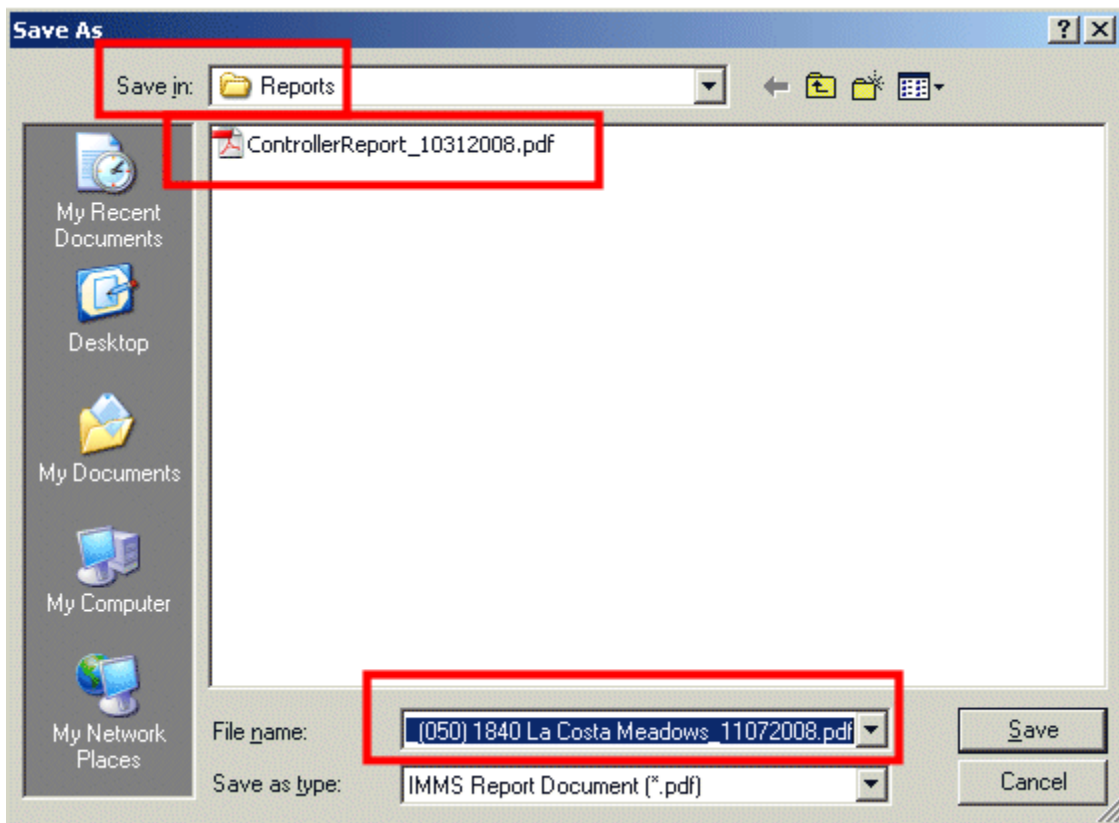 Save As
Save in: Reports
ControllerReport_10312008.pdf
My Recent
Documents
Desktop
My Documents
My Computer
My Network
Places
File name: _(050) 1840 La Costa Meadows_11072008.pdf
Save
Save as type: IMMS Report Document (*.pdf)
Cancel